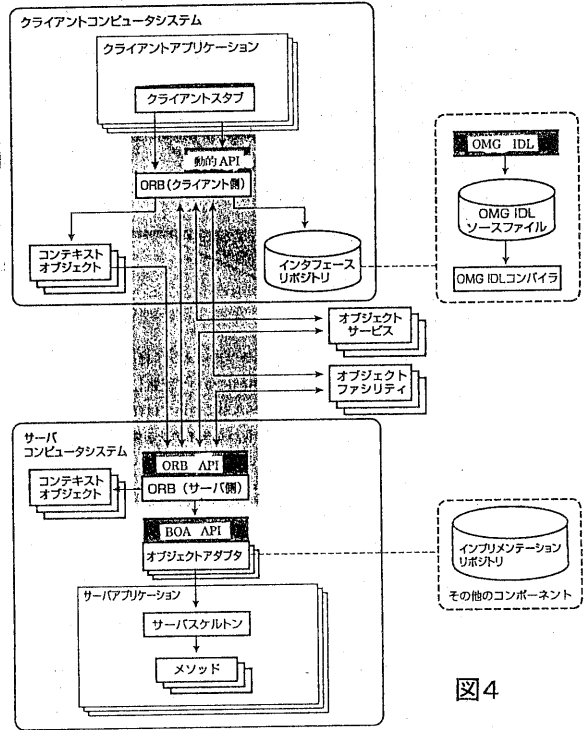 クライアントコンピュータシステム
クライアントアプリケーション
クライアントスタブ
動的API
ORB(クライアント側)
コンテキスト
オブジェクト
インタフェース
リポジトリ
OMG IDL
OMG IDL
ソースファイル
OMG IDLコンパイラ
オブジェクト
サービス
オブジェクト
ファシリティ
サーバ
コンピュータシステム
ORB API
ORB (サーバ側)
コンテキスト
オブジェクト
BOA API
オブジェクトアダプタ
インプリメンテーション
リポジトリ
その他のコンポーネント
サーバアプリケーション
サーバスケルトン
メソッド
図4